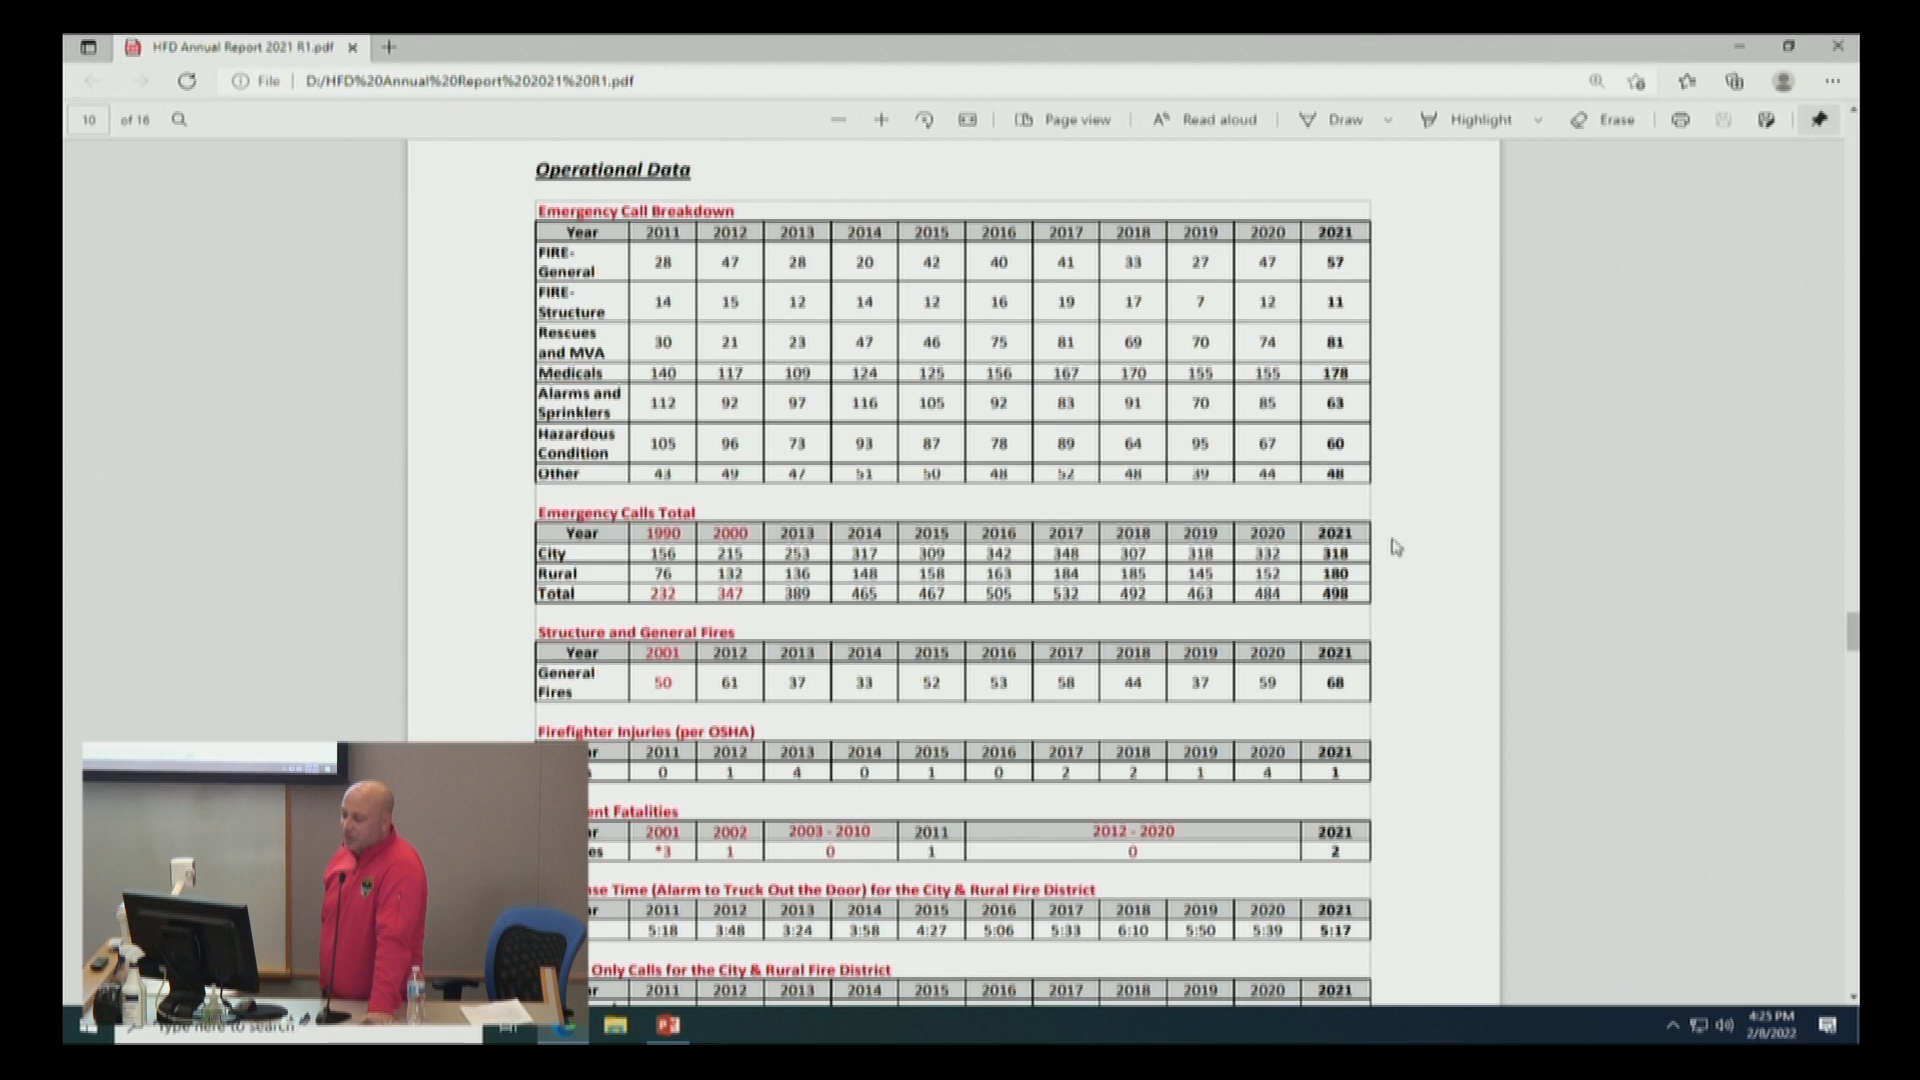 HFD Annual Report 2021 R1.pdf
File D:/HFD%20Annual%20Report%202021%20R1.pdf
10 of 16 Page view Read aloud Draw Highlight Erase
Operational Data
Emergency Call Breakdown
Year 2011 2012 2013 2014 2015 2016 2017 2018 2019 2020 2021
FIRE-
General 28 47 28 20 42 40 41 33 27 47 57
FIRE-
Structure 14 15 12 14 12 16 19 17 7 12 11
Rescues
and MVA 30 21 23 47 46 75 81 69 70 74 81
Medicals 140 117 109 124 125 156 167 170 155 155 178
Alarms and
Sprinklers 112 92 97 116 105 92 83 91 70 85 63
Hazardous
Condition 105 96 73 93 87 78 89 64 95 67 60
Other 43 49 47 51 50 48 52 48 39 44 48
Emergency Calls Total
Year 1990 2000 2013 2014 2015 2016 2017 2018 2019 2020 2021
City 156 215 253 317 309 342 348 307 318 332 318
Rural 76 132 136 148 158 163 184 185 145 152 180
Total 232 347 389 465 467 505 532 492 463 484 498
Structure and General Fires
Year 2001 2012 2013 2014 2015 2016 2017 2018 2019 2020 2021
General
Fires 50 61 37 33 52 53 58 44 37 59 68
Firefighter Injuries (per OSHA)
2011 2012 2013 2014 2015 2016 2017 2018 2019 2020 2021
0 1 4 0 1 0 2 2 1 4 1
Fatalities
2001 2002 2003 - 2010 2011 2012 - 2020 2021
*3 1 0 1 0 2
Time (Alarm to Truck Out the Door) for the City & Rural Fire District
2011 2012 2013 2014 2015 2016 2017 2018 2019 2020 2021
5:18 3:48 3:24 3:58 4:27 5:06 5:33 6:10 5:50 5:39 5:17
Only Calls for the City & Rural Fire District
2011 2012 2013 2014 2015 2016 2017 2018 2019 2020 2021
Type here to search
4:25 PM
2/8/2022